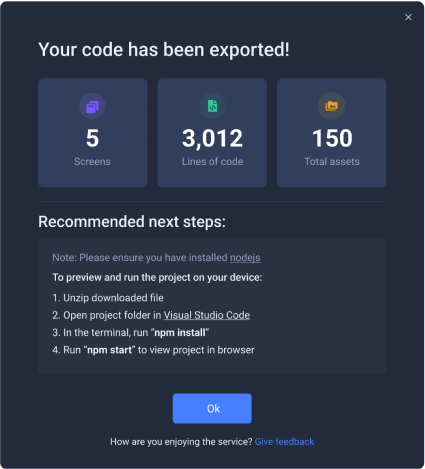 Your code has been exported!
5
Screens
3,012
Lines of code
150
Total assets
Recommended next steps:
Note: Please ensure you have installed nodejs
To preview and run the project on your device:
1. Unzip downloaded file
2. Open project folder in Visual Studio Code
3. In the terminal, run “npm install”
4. Run “npm start” to view project in browser
Ok
How are you enjoying the service? Give feedback